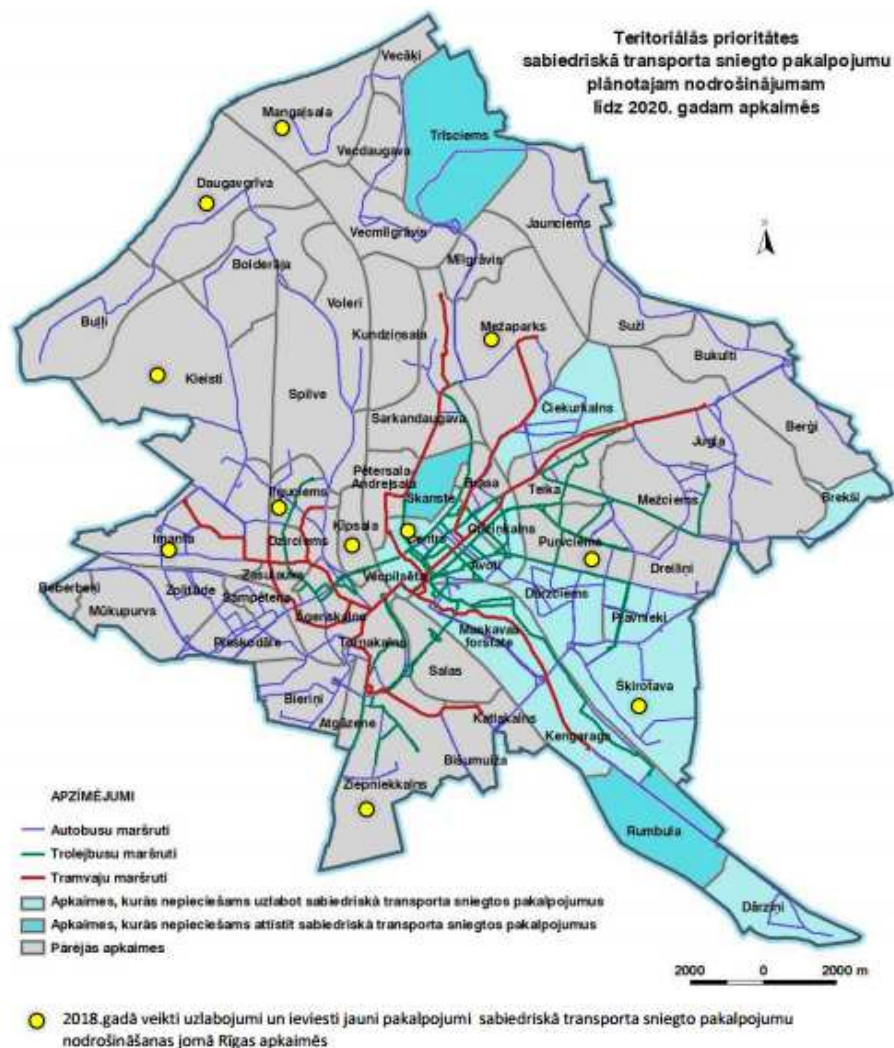 Teritoriālās prioritātes
sabiedriskā transporta sniegto pakalpojumu
plānotajam nodrošinājumam
līdz 2020. gadam apkaimēs
Vecāķi
Mangaļsala
Trīsciems
Vecdaugava
Daugavgrīva
Jaunciems
Vecmīlgrāvis
Bolderāja
Mīlgrāvis
Voleri
Buļļi
Kundziņsala
Mežaparks
Suži
Bukulti
Kleisti
Spilve
Čiekurkalns
Sarkandaugava
Berģi
Jugla
Pētersala
Andrejsala
Brasa
Skanste
Teika
Mežciems
Brekši
Iļģuciems
Ķīpsala
Centrs
Grīziņkalns
Imanta
Dzirciems
Purvciems
Avoti
Dreiliņi
Beberbeķi
Zolitūde
Zasulauks
Vecpilsēta
Mūkupurvs
Šampēteris
Dārzciems
Pļavnieki
Āgenskalns
Maskavas
forštate
Pleskodāle
Torņakalns
Salas
Šķirotava
Bieriņi
Atgāzene
Katlakalns
Ķengarags
Bišumuiža
Ziepniekkalns
Rumbula
Dārziņi
APZĪMĒJUMI
Autobusu maršruti
Trolejbusu maršruti
Tramvaju maršruti
Apkaimes, kurās nepieciešams uzlabot sabiedriskā transporta sniegtos pakalpojumus
Apkaimes, kurās nepieciešams attīstīt sabiedriskā transporta sniegtos pakalpojumus
Pārējās apkaimes
2000 0 2000 m
2018.gadā veikti uzlabojumi un ieviesti jauni pakalpojumi sabiedriskā transporta sniegto pakalpojumu
nodrošināšanas jomā Rīgas apkaimēs